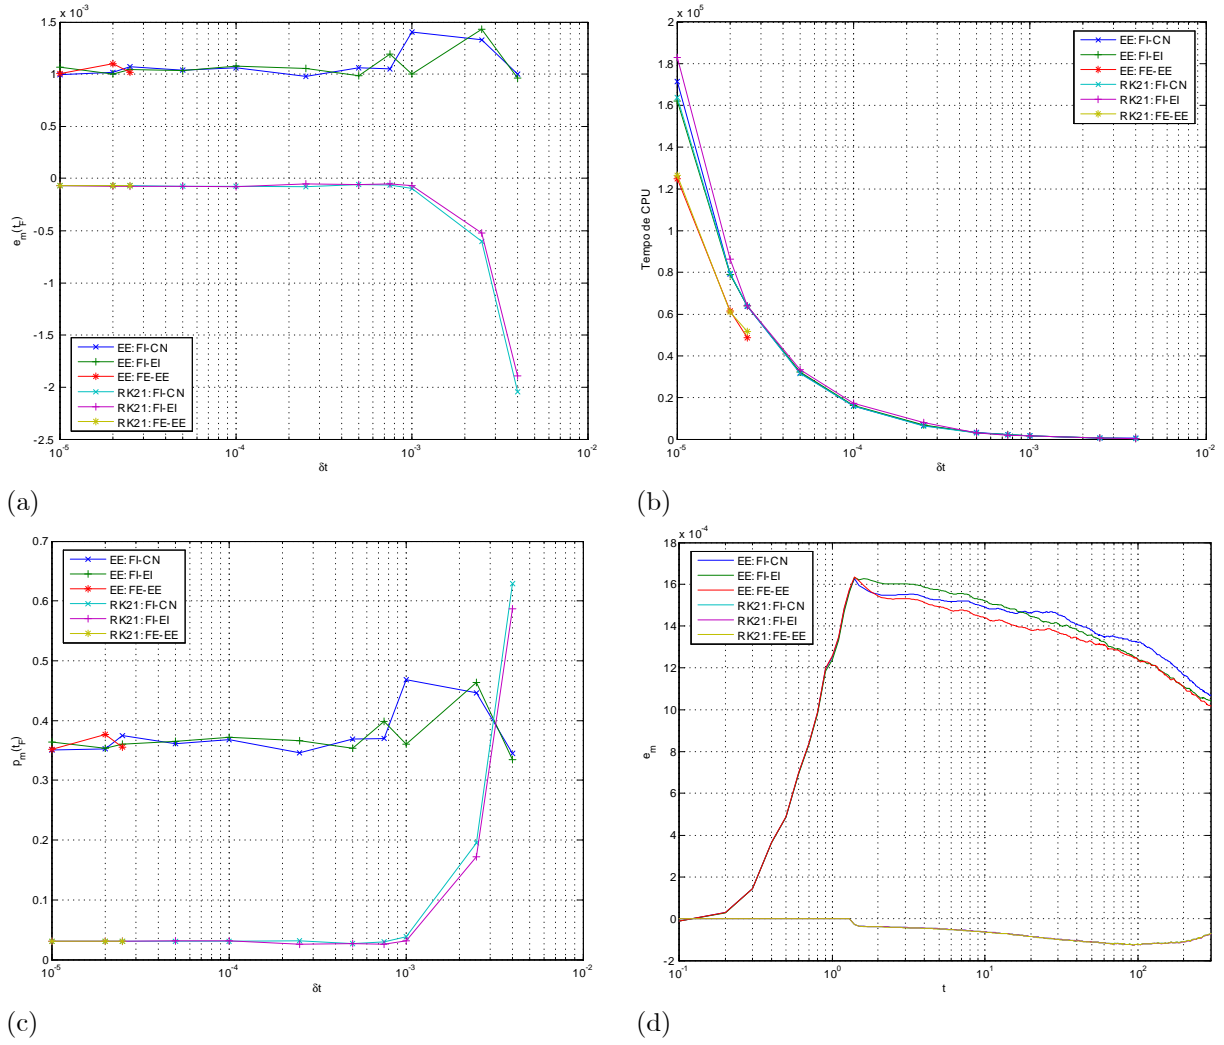 x 10⁻³
1.5
1
0.5
0
-0.5
-1
-1.5
-2
-2.5
e_m(t_F)
EE:FI-CN
EE:FI-EI
EE:FE-EE
RK21:FI-CN
RK21:FI-EI
RK21:FE-EE
10⁻⁵ 10⁻⁴ 10⁻³ 10⁻²
δt
(a)
x 10⁵
2
1.8
1.6
1.4
1.2
1
0.8
0.6
0.4
0.2
0
Tempo de CPU
EE:FI-CN
EE:FI-EI
EE:FE-EE
RK21:FI-CN
RK21:FI-EI
RK21:FE-EE
10⁻⁵ 10⁻⁴ 10⁻³ 10⁻²
δt
(b)
0.7
0.6
0.5
0.4
0.3
0.2
0.1
0
p_m(t_F)
EE:FI-CN
EE:FI-EI
EE:FE-EE
RK21:FI-CN
RK21:FI-EI
RK21:FE-EE
10⁻⁵ 10⁻⁴ 10⁻³ 10⁻²
δt
(c)
x 10⁻⁴
18
16
14
12
10
8
6
4
2
0
-2
e_m
EE:FI-CN
EE:FI-EI
EE:FE-EE
RK21:FI-CN
RK21:FI-EI
RK21:FE-EE
10⁻¹ 10⁰ 10¹ 10²
t
(d)